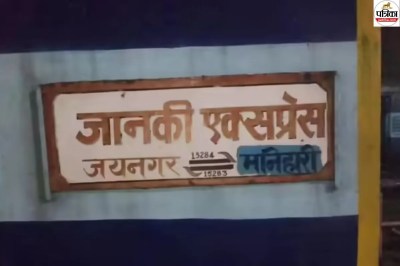 पत्रिका
जानकी एक्सप्रेस
जयनगर 15284 मनिहारी
15283